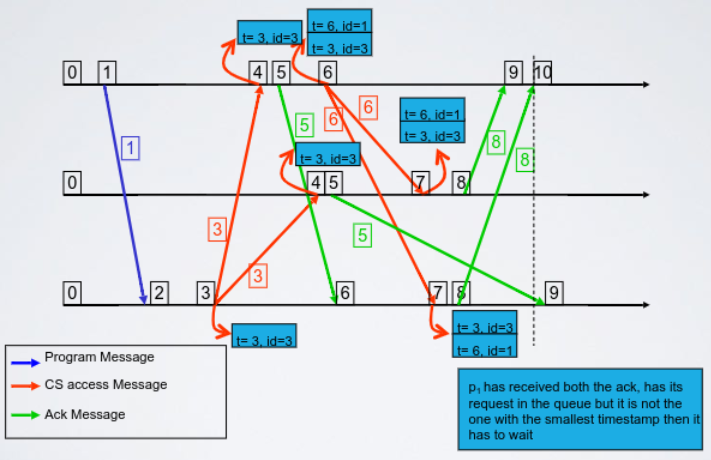 t= 3, id=3
t= 6, id=1
t= 3, id=3
0
1
4
5
6
9
10
5
6
6
t= 6, id=1
t= 3, id=3
1
t= 3, id=3
8
8
0
4
5
7
8
3
5
3
0
2
3
6
7
8
9
t= 3, id=3
t= 3, id=3
t= 6, id=1
Program Message
CS access Message
Ack Message
p1 has received both the ack, has its
request in the queue but it is not the
one with the smallest timestamp then it
has to wait